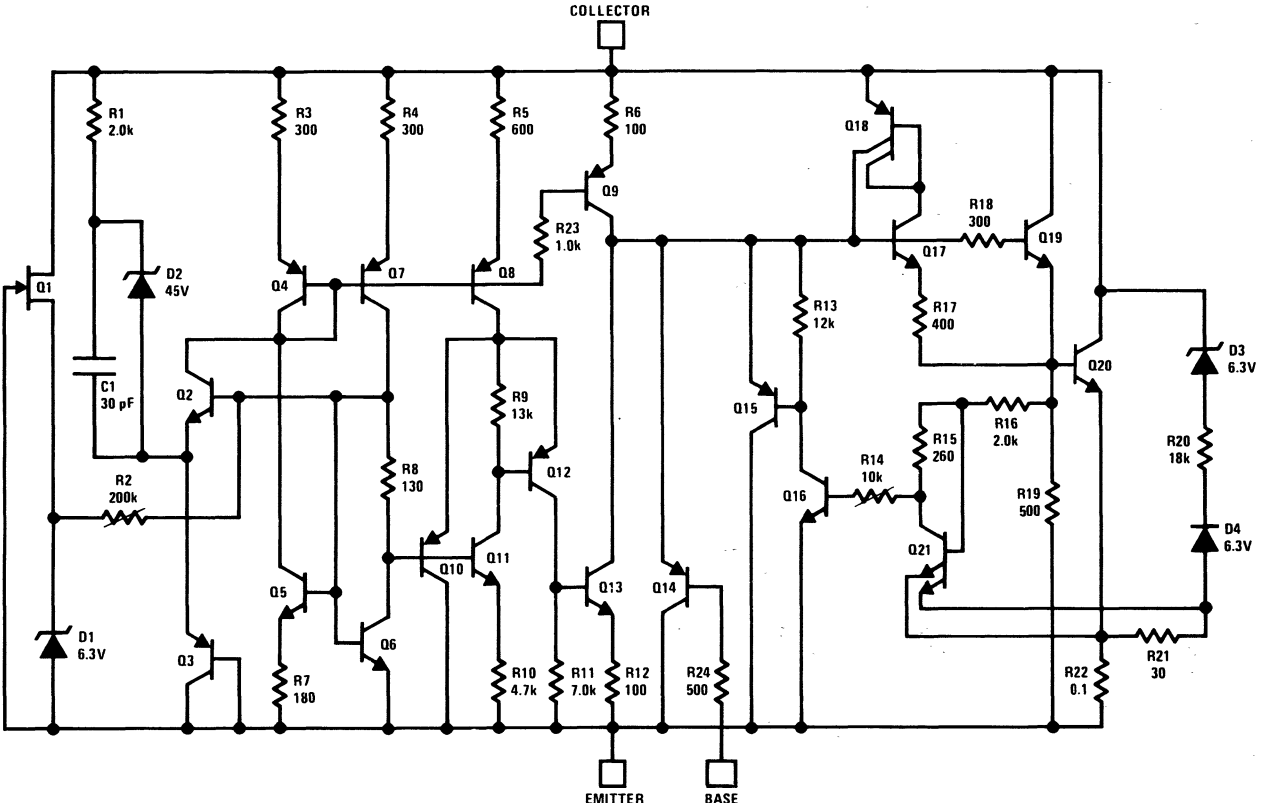 COLLECTOR
R1
2.0k
R3
300
R4
300
R5
600
R6
100
Q18
Q9
R18
300
R23
1.0k
Q17
Q19
Q1
D2
45V
Q4
Q7
Q8
R13
12k
R17
400
C1
30 pF
Q2
Q20
D3
6.3V
R9
13k
Q15
R16
2.0k
R15
260
R20
18k
R2
200k
R8
130
Q12
R14
10k
Q16
R19
500
Q10
Q11
Q21
D4
6.3V
Q5
Q13
Q14
D1
6.3V
Q3
Q6
R7
180
R10
4.7k
R11
7.0k
R12
100
R24
500
R22
0.1
R21
30
EMITTER
BASE